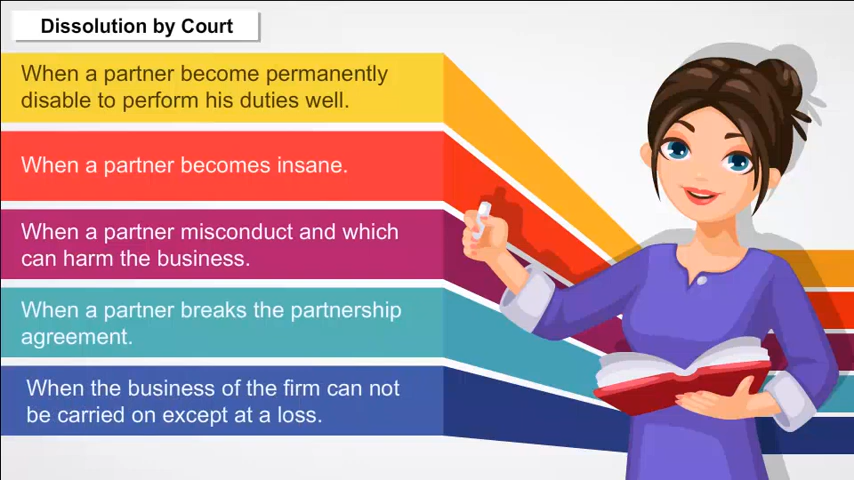 Dissolution by Court
When a partner become permanently
disable to perform his duties well.
When a partner becomes insane.
When a partner misconduct and which
can harm the business.
When a partner breaks the partnership
agreement.
When the business of the firm can not
be carried on except at a loss.